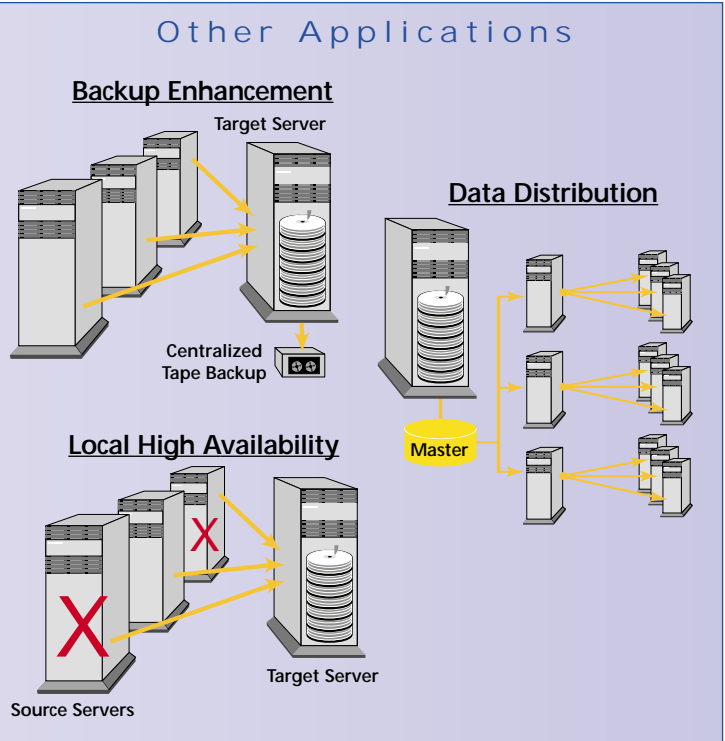 Other Applications
Backup Enhancement
Target Server
Centralized
Tape Backup
Data Distribution
Master
Local High Availability
Target Server
Source Servers